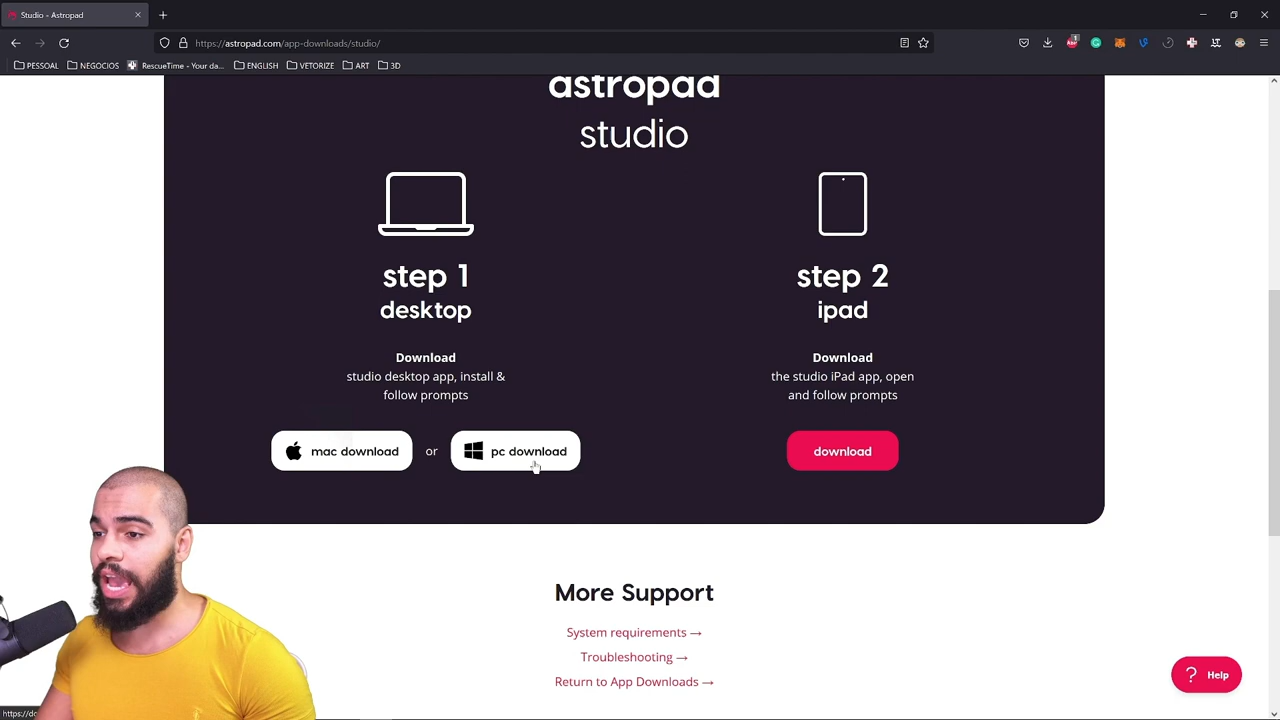 Studio - Astropad
https://astropad.com/app-downloads/studio/
PESSOAL
NEGOCIOS
RescueTime - Your da...
ENGLISH
VETORIZE
ART
3D
astropad
studio
step 1
desktop
Download
studio desktop app, install &
follow prompts
mac download
or
pc download
step 2
ipad
Download
the studio iPad app, open
and follow prompts
download
More Support
System requirements →
Troubleshooting →
Return to App Downloads →
? Help